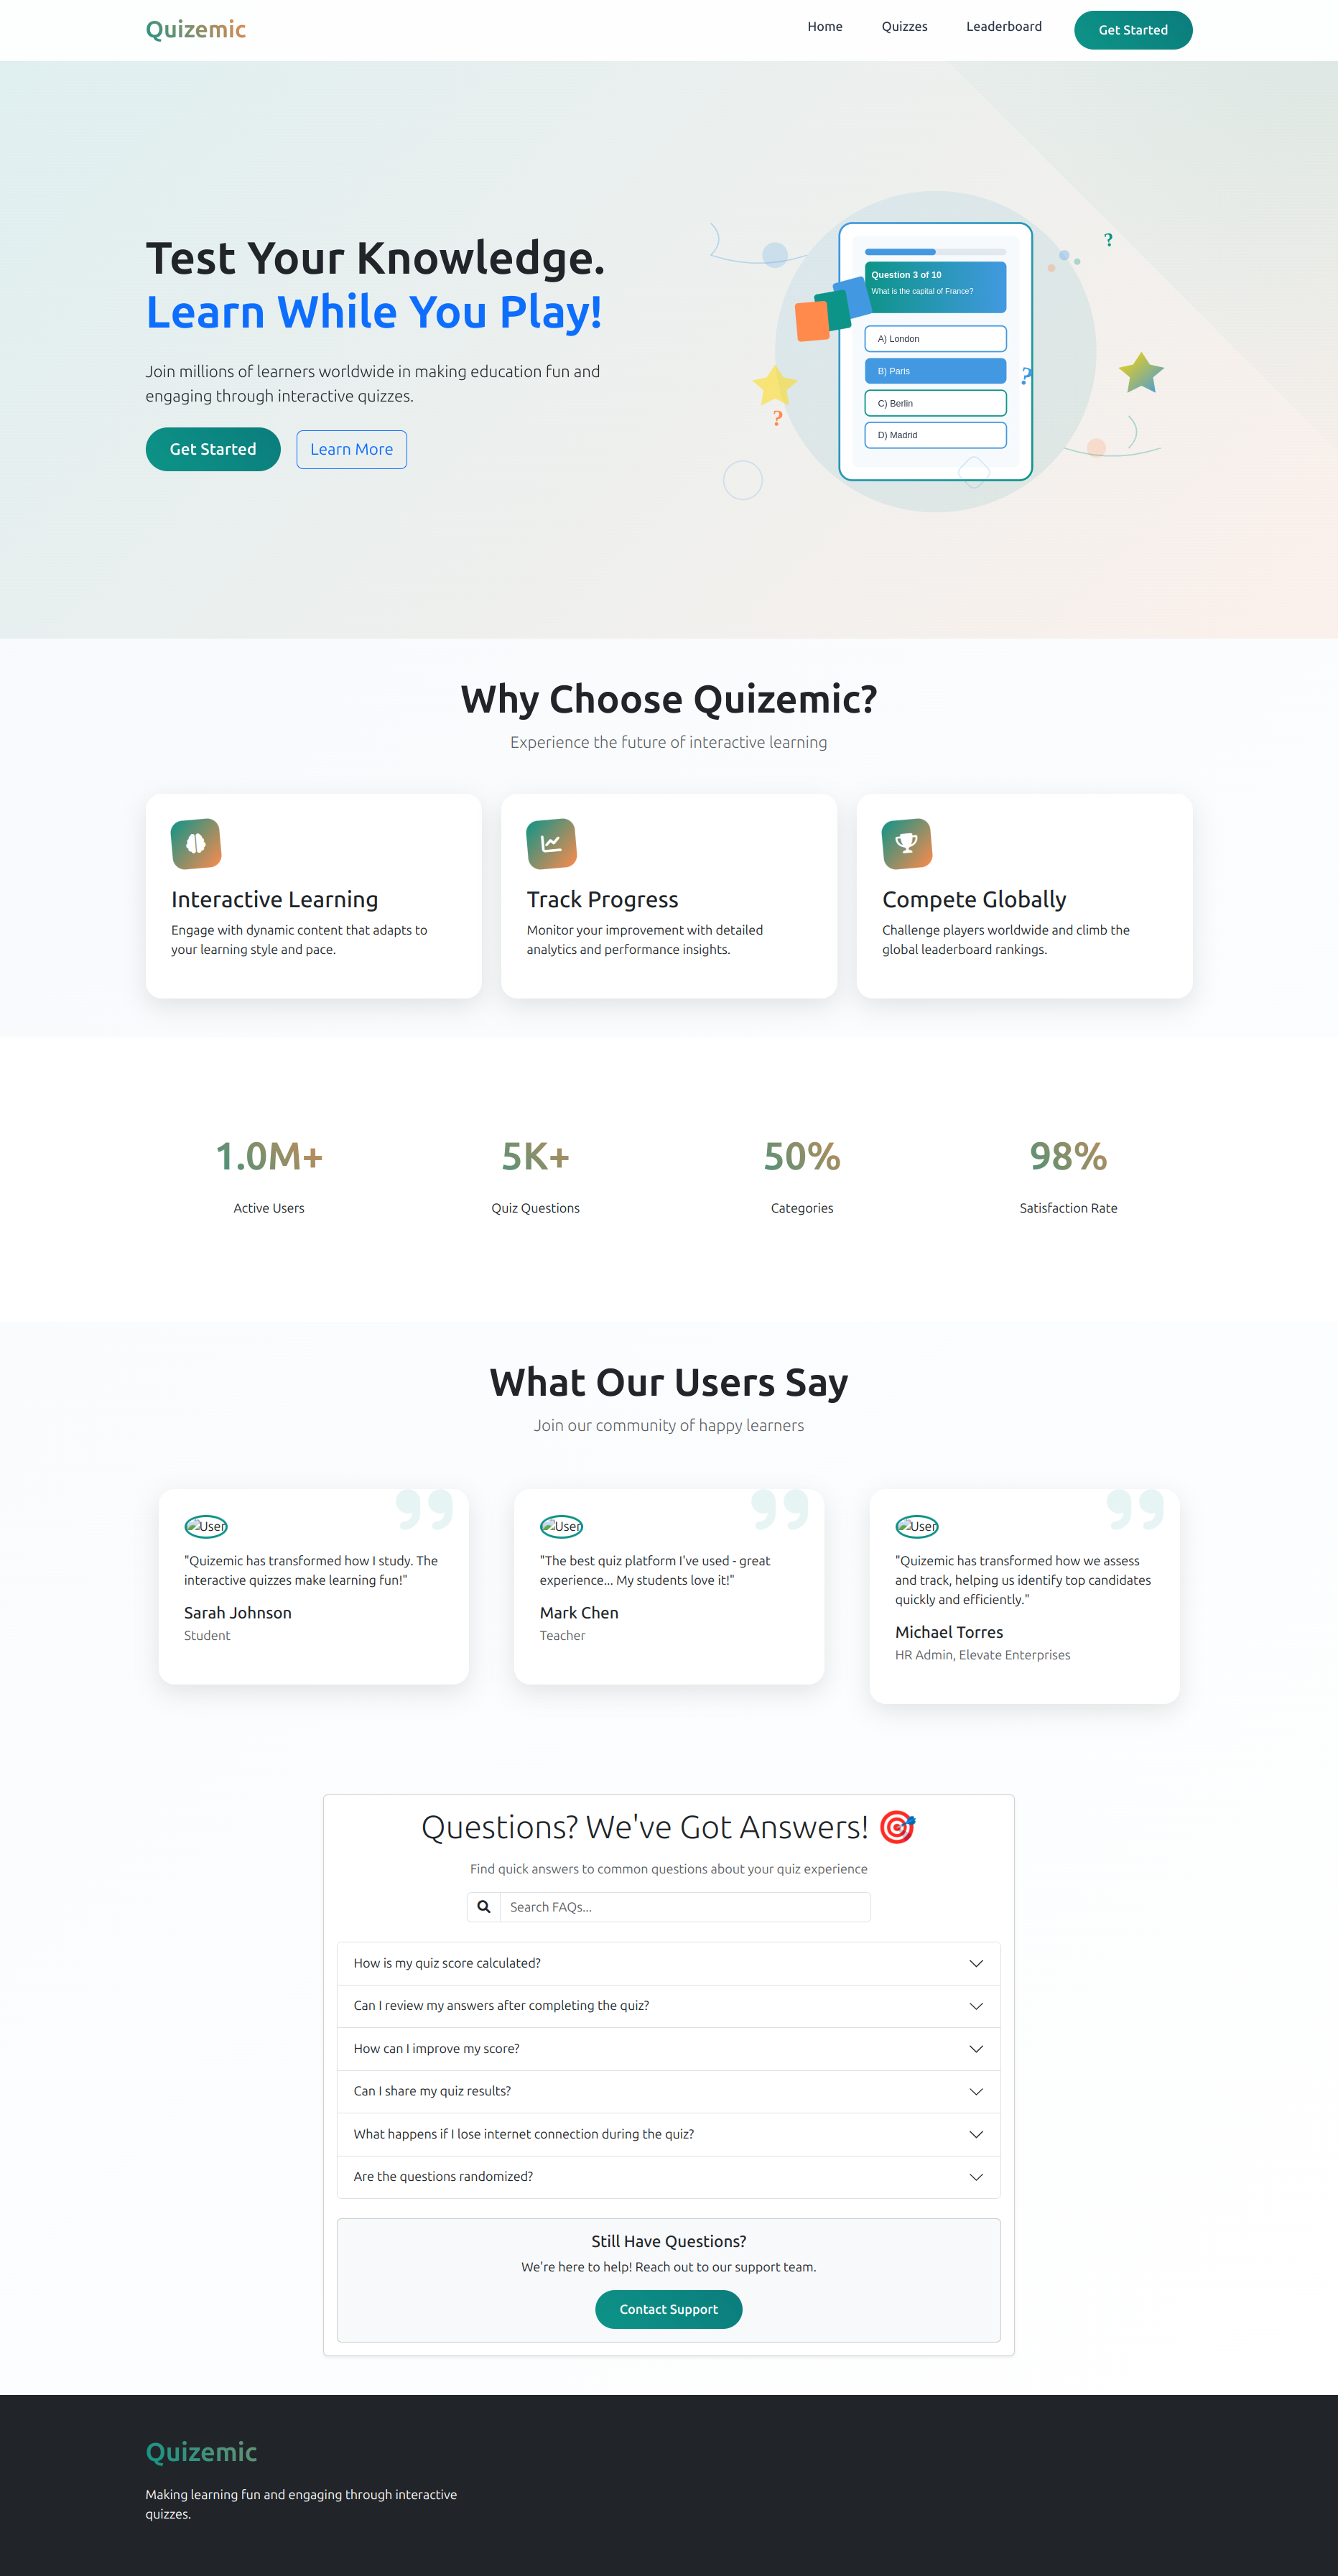 Quizemic
Home
Quizzes
Leaderboard
Get Started
Test Your Knowledge.
Learn While You Play!
Join millions of learners worldwide in making education fun and
engaging through interactive quizzes.
Get Started
Learn More
Question 3 of 10
What is the capital of France?
A) London
B) Paris
C) Berlin
D) Madrid
?
?
?
Why Choose Quizemic?
Experience the future of interactive learning
Interactive Learning
Engage with dynamic content that adapts to
your learning style and pace.
Track Progress
Monitor your improvement with detailed
analytics and performance insights.
Compete Globally
Challenge players worldwide and climb the
global leaderboard rankings.
1.0M+
Active Users
5K+
Quiz Questions
50%
Categories
98%
Satisfaction Rate
What Our Users Say
Join our community of happy learners
User
"Quizemic has transformed how I study. The
interactive quizzes make learning fun!"
Sarah Johnson
Student
User
"The best quiz platform I've used - great
experience... My students love it!"
Mark Chen
Teacher
User
"Quizemic has transformed how we assess
and track, helping us identify top candidates
quickly and efficiently."
Michael Torres
HR Admin, Elevate Enterprises
Questions? We've Got Answers! 🎯
Find quick answers to common questions about your quiz experience
Search FAQs...
How is my quiz score calculated?
Can I review my answers after completing the quiz?
How can I improve my score?
Can I share my quiz results?
What happens if I lose internet connection during the quiz?
Are the questions randomized?
Still Have Questions?
We're here to help! Reach out to our support team.
Contact Support
Quizemic
Making learning fun and engaging through interactive
quizzes.